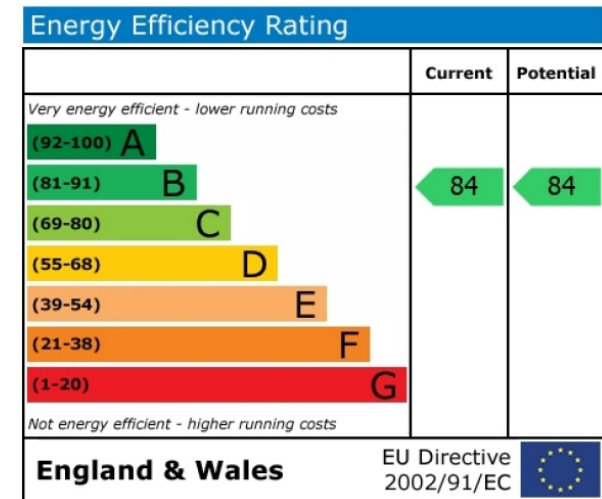 Energy Efficiency Rating
Current Potential
Very energy efficient - lower running costs
(92-100) A
(81-91) B 84 84
(69-80) C
(55-68) D
(39-54) E
(21-38) F
(1-20) G
Not energy efficient - higher running costs
England & Wales
EU Directive
2002/91/EC